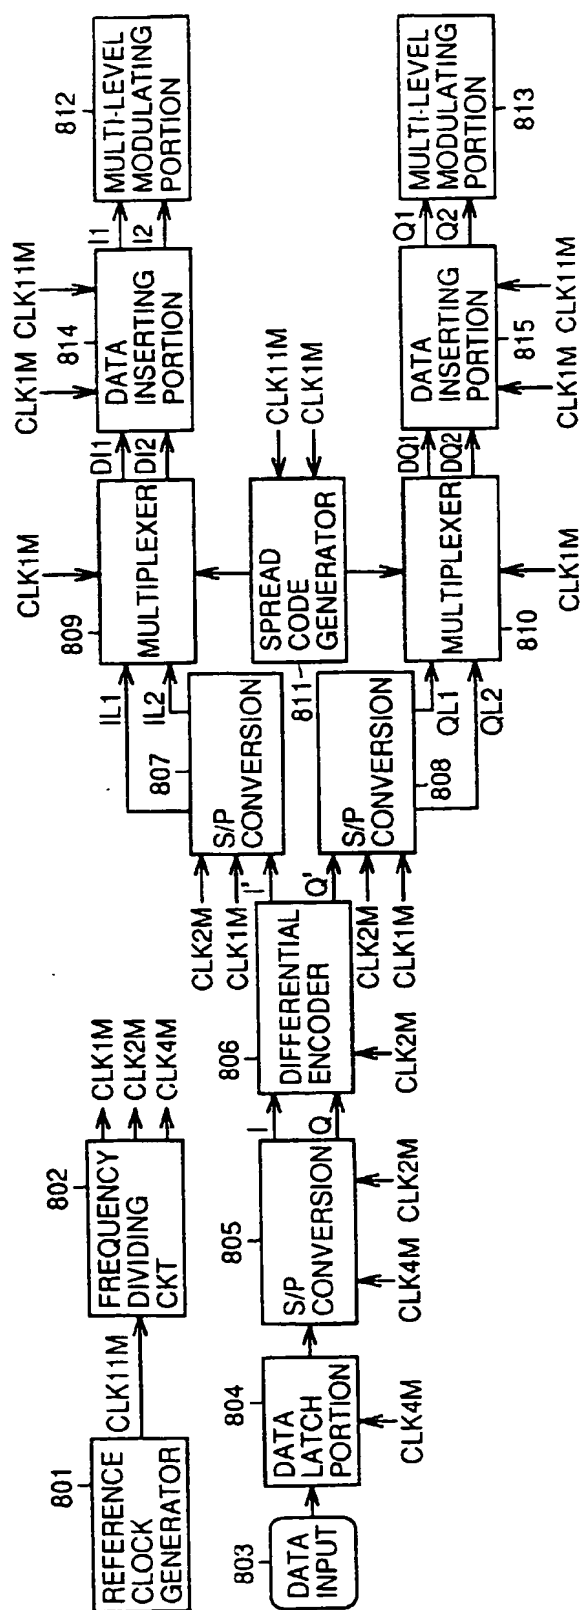 801
REFERENCE
CLOCK
GENERATOR
CLK11M
802
FREQUENCY
DIVIDING
CKT
CLK1M
CLK2M
CLK4M
803
DATA
INPUT
804
DATA
LATCH
PORTION
CLK4M
805
S/P
CONVERSION
CLK4M
CLK2M
I
Q
806
DIFFERENTIAL
ENCODER
CLK2M
I'
Q'
CLK2M
CLK1M
807
S/P
CONVERSION
IL1
IL2
CLK2M
CLK1M
808
S/P
CONVERSION
QL1
QL2
CLK1M
809
MULTIPLEXER
DI1
DI2
811
SPREAD
CODE
GENERATOR
CLK11M
CLK1M
810
MULTIPLEXER
CLK1M
DQ1
DQ2
CLK1M
814
CLK11M
DATA
INSERTING
PORTION
I1
I2
812
MULTI-LEVEL
MODULATING
PORTION
DATA
INSERTING
PORTION
815
CLK1M
CLK11M
Q1
Q2
813
MULTI-LEVEL
MODULATING
PORTION